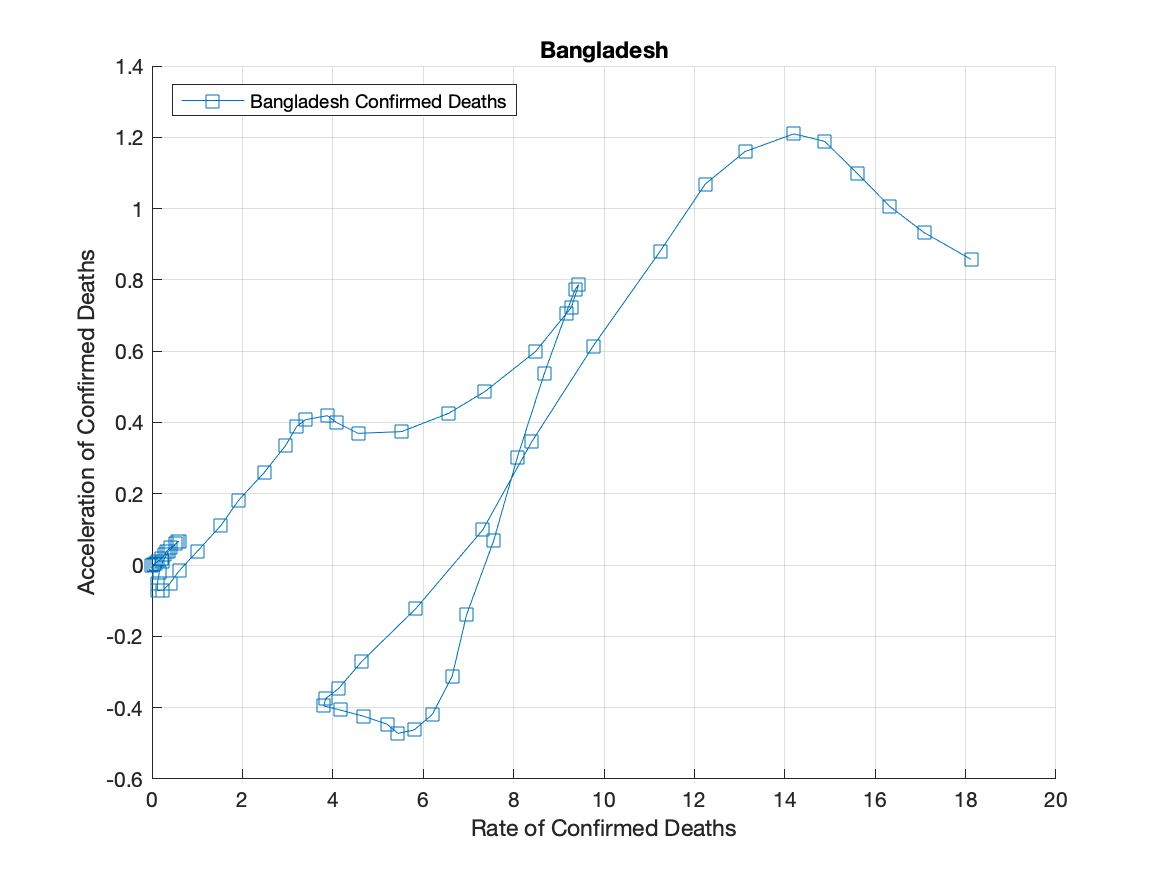 Bangladesh
Bangladesh Confirmed Deaths
1.4
1.2
1
0.8
0.6
0.4
0.2
0
-0.2
-0.4
-0.6
Acceleration of Confirmed Deaths
0 2 4 6 8 10 12 14 16 18 20
Rate of Confirmed Deaths